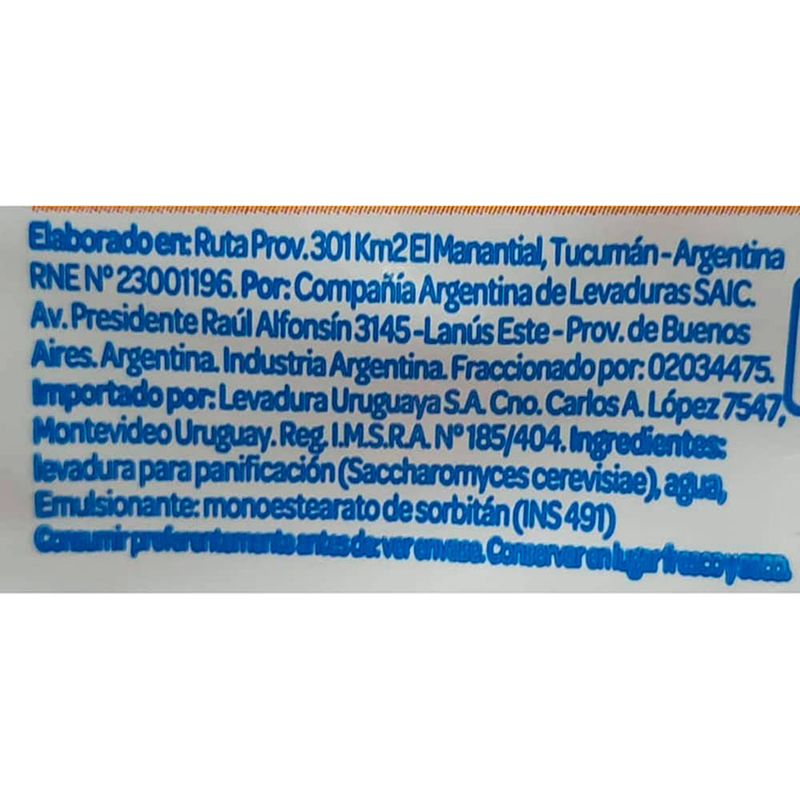 Elaborado en: Ruta Prov. 301 Km2 El Manantial, Tucumán - Argentina
RNE Nº 23001196. Por: Compañía Argentina de Levaduras SAIC.
Av. Presidente Raúl Alfonsín 3145 - Lanús Este - Prov. de Buenos
Aires. Argentina. Industria Argentina. Fraccionado por: 02034475.
Importado por: Levadura Uruguaya S.A. Cno. Carlos A. López 7547,
Montevideo Uruguay. Reg. I.M.S.R.A. Nº 185/404. Ingredientes:
levadura para panificación (Saccharomyces cerevisiae), agua,
Emulsionante: monoestearato de sorbitán (INS 491)
Consumir preferentemente antes de: ver envase. Conservar en lugar fresco y seco.